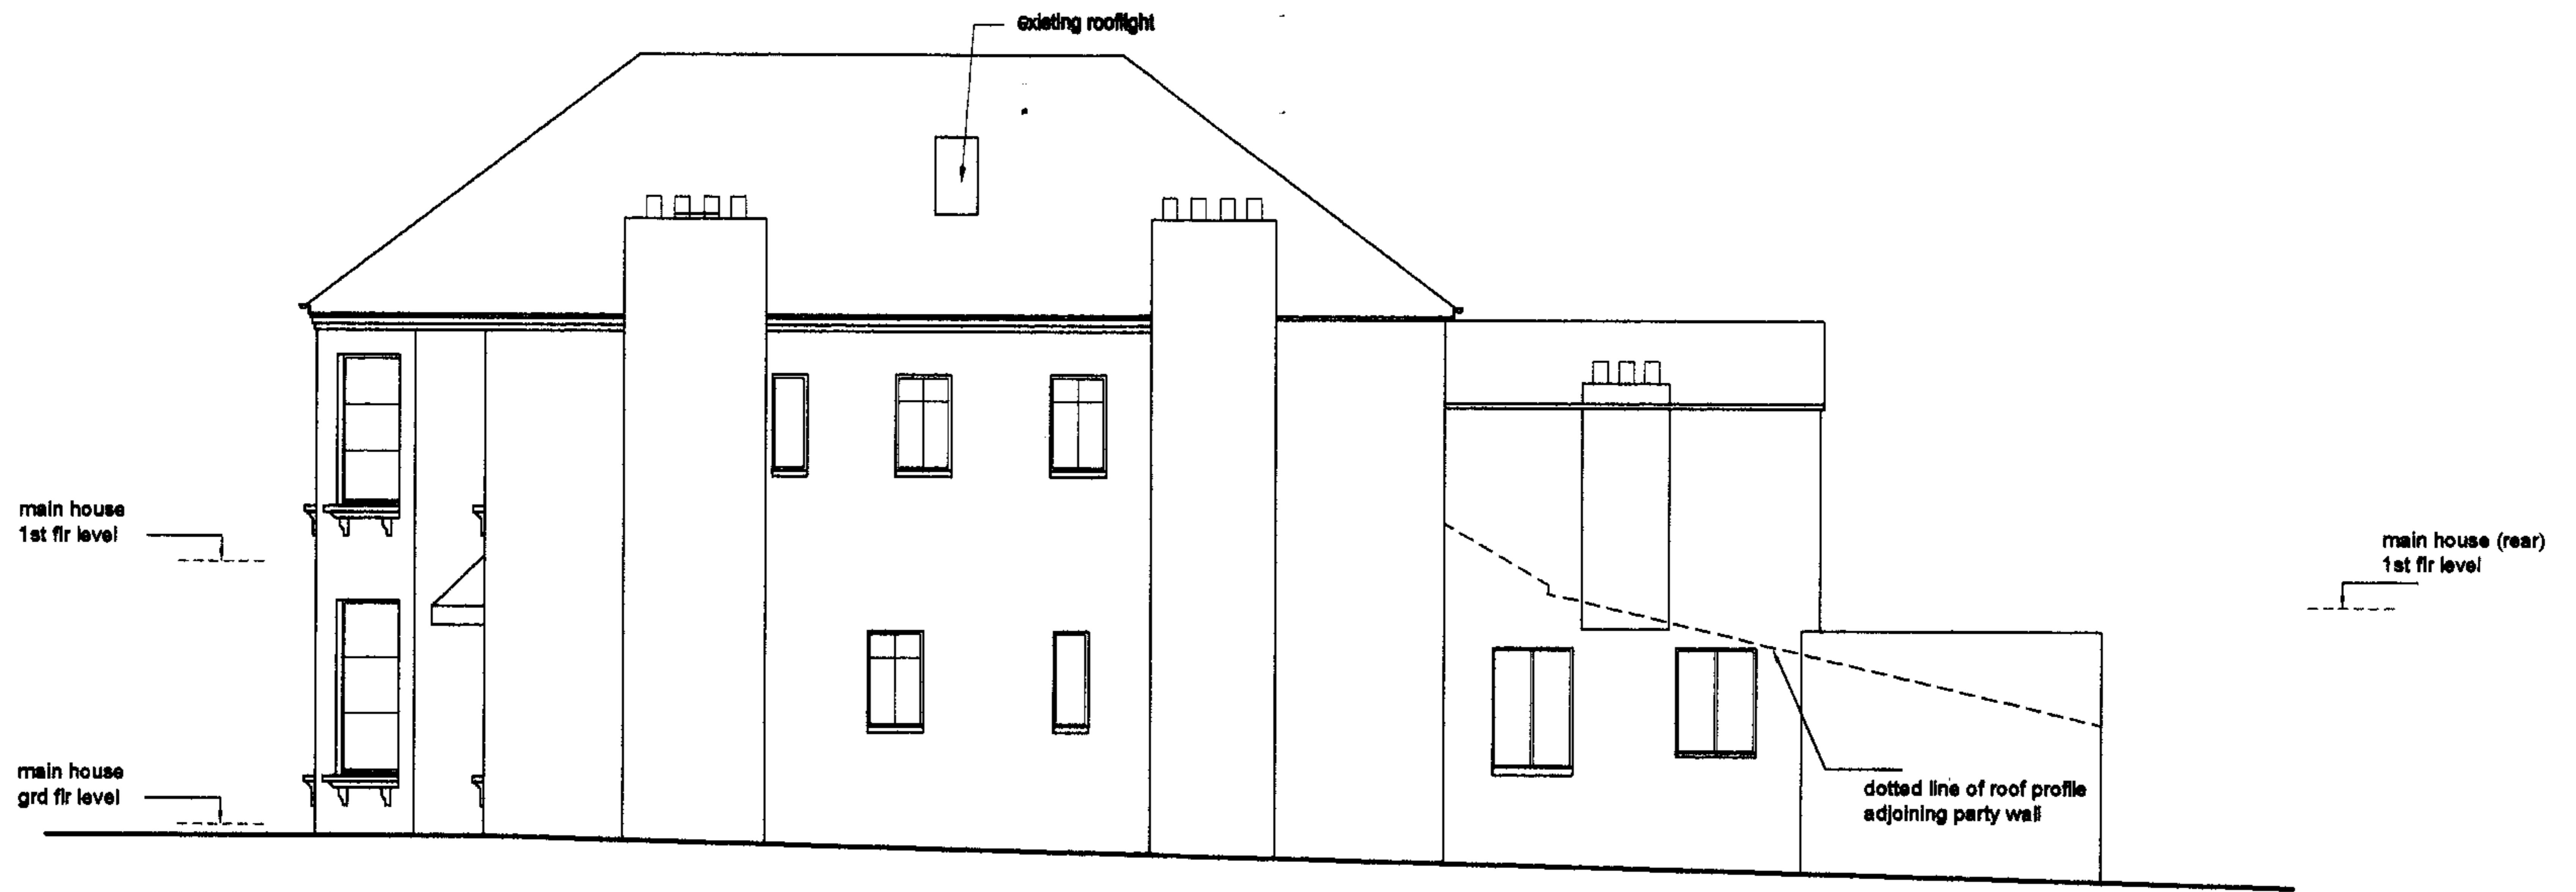 existing rooflight
main house
1st flr level
main house (rear)
1st flr level
main house
grd flr level
dotted line of roof profile
adjoining party wall